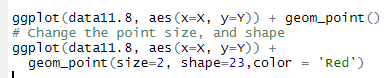 ggplot(data11.8, aes(x=X, y=Y)) + geom_point()
# Change the point size, and shape
ggplot(data11.8, aes(x=X, y=Y)) +
  geom_point(size=2, shape=23,color = 'Red')